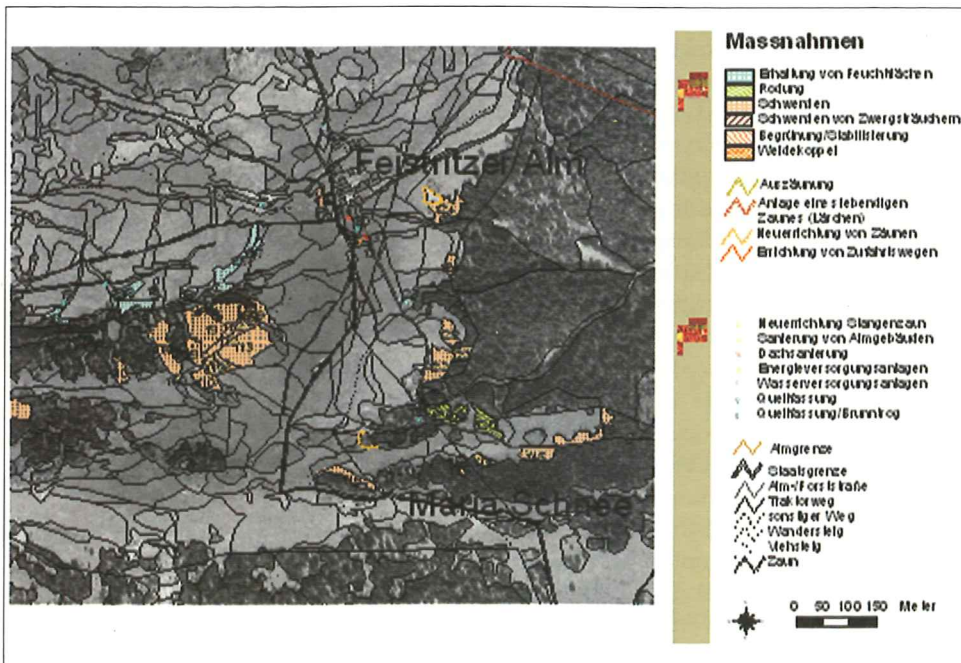 Feistritzer Alm
Maria Schnee
Massnahmen
Erhaltung von Feuchtflächen
Rodung
Schwenden
Schwenden von Zwergsträuchern
Begrünung/Stabilisierung
Weidekoppel
Auszäunung
Anlage eines lebendigen
Zaunes (Lärchen)
Neuerrichtung von Zäunen
Errichtung von Zufahrtswegen
Neuerrichtung Stangenzaun
Sanierung von Almgebäuden
Dachsanierung
Energieversorgungsanlagen
Wasserversorgungsanlagen
Quellfassung
Quellfassung/Brunntrog
Almgrenze
Staatsgrenze
Alm-/Forststraße
Traktorweg
sonstiger Weg
Wandersteig
Viehsteig
Zaun
0 50 100 150 Meter